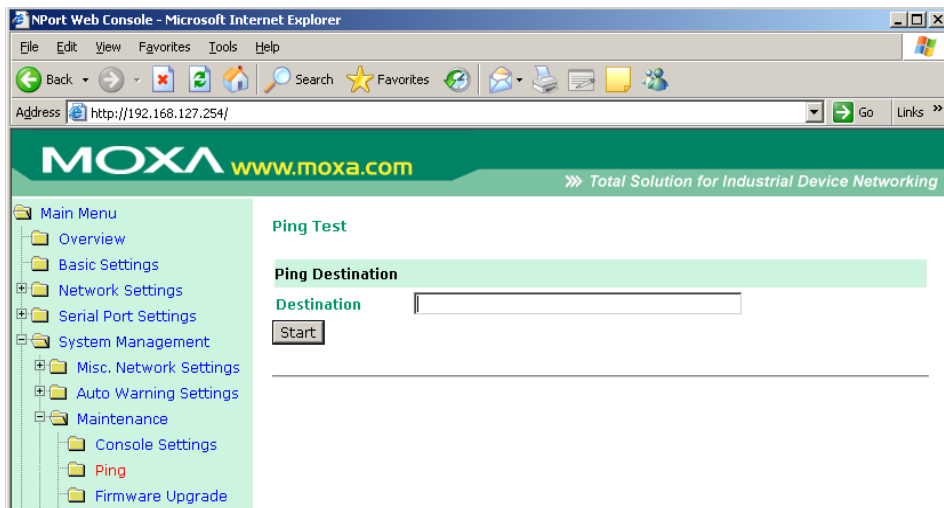 NPort Web Console - Microsoft Internet Explorer
File Edit View Favorites Tools Help
Back Search Favorites
Address http://192.168.127.254/ Go Links »
MOXA www.moxa.com
Total Solution for Industrial Device Networking
Main Menu
Overview
Basic Settings
Network Settings
Serial Port Settings
System Management
Misc. Network Settings
Auto Warning Settings
Maintenance
Console Settings
Ping
Firmware Upgrade
Ping Test
Ping Destination
Destination
Start